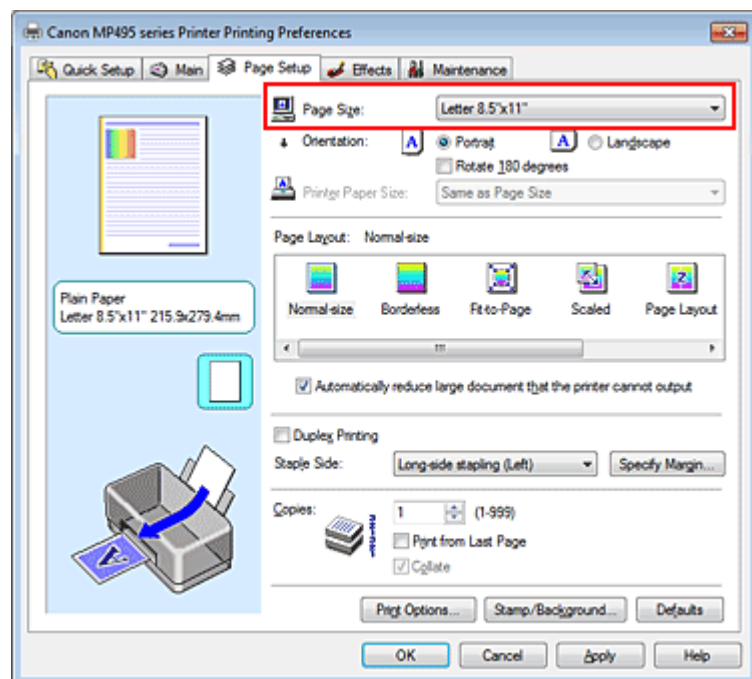 Canon MP495 series Printer Printing Preferences
Quick Setup Main Page Setup Effects Maintenance
Page Size: Letter 8.5"x11"
Orientation: A Portrait A Landscape
Rotate 180 degrees
Printer Paper Size: Same as Page Size
Page Layout: Normal-size
Normal-size Borderless Fit-to-Page Scaled Page Layout
Plain Paper
Letter 8.5"x11" 215.9x279.4mm
Automatically reduce large document that the printer cannot output
Duplex Printing
Staple Side: Long-side stapling (Left) Specify Margin...
Copies: 1 (1-999)
Print from Last Page
Collate
Print Options... Stamp/Background... Defaults
OK Cancel Apply Help